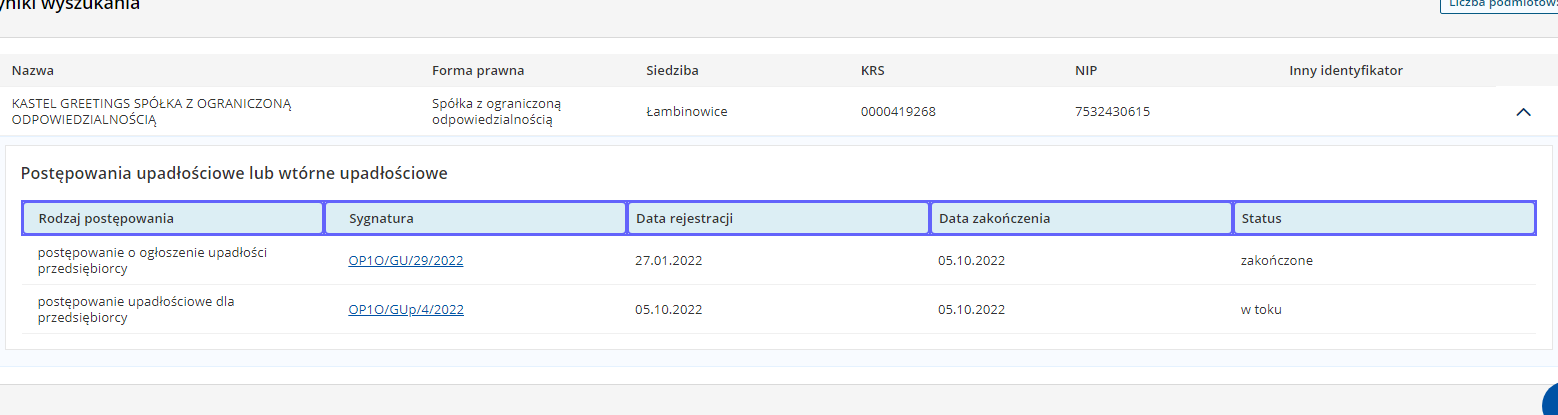 wyszukania
Liczba podmiotów:
Nazwa Forma prawna Siedziba KRS NIP Inny identyfikator
KASTEL GREETINGS SPÓŁKA Z OGRANICZONĄ ODPOWIEDZIALNOŚCIĄ Spółka z ograniczoną odpowiedzialnością Łambinowice 0000419268 7532430615
Postępowania upadłościowe lub wtórne upadłościowe
Rodzaj postępowania Sygnatura Data rejestracji Data zakończenia Status
postępowanie o ogłoszenie upadłości przedsiębiorcy OP1O/GU/29/2022 27.01.2022 05.10.2022 zakończone
postępowanie upadłościowe dla przedsiębiorcy OP1O/GUp/4/2022 05.10.2022 05.10.2022 w toku